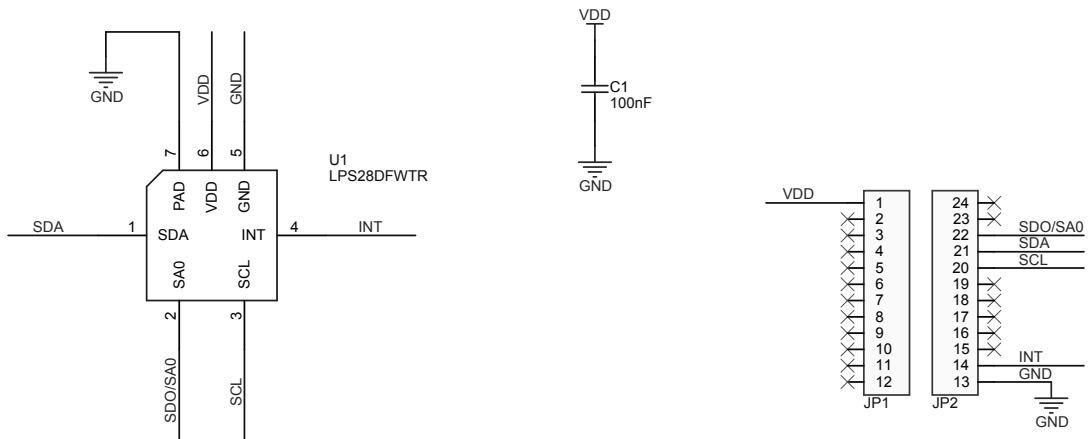 GND
VDD
GND
7
6
5
PAD
VDD
GND
U1
LPS28DFWTR
SDA
1
SDA
INT
4
INT
SA0
SCL
2
3
SDO/SA0
SCL
VDD
C1
100nF
GND
VDD
1
2
3
4
5
6
7
8
9
10
11
12
JP1
24
23
22
SDO/SA0
21
SDA
20
SCL
19
18
17
16
15
14
INT
13
GND
JP2
GND